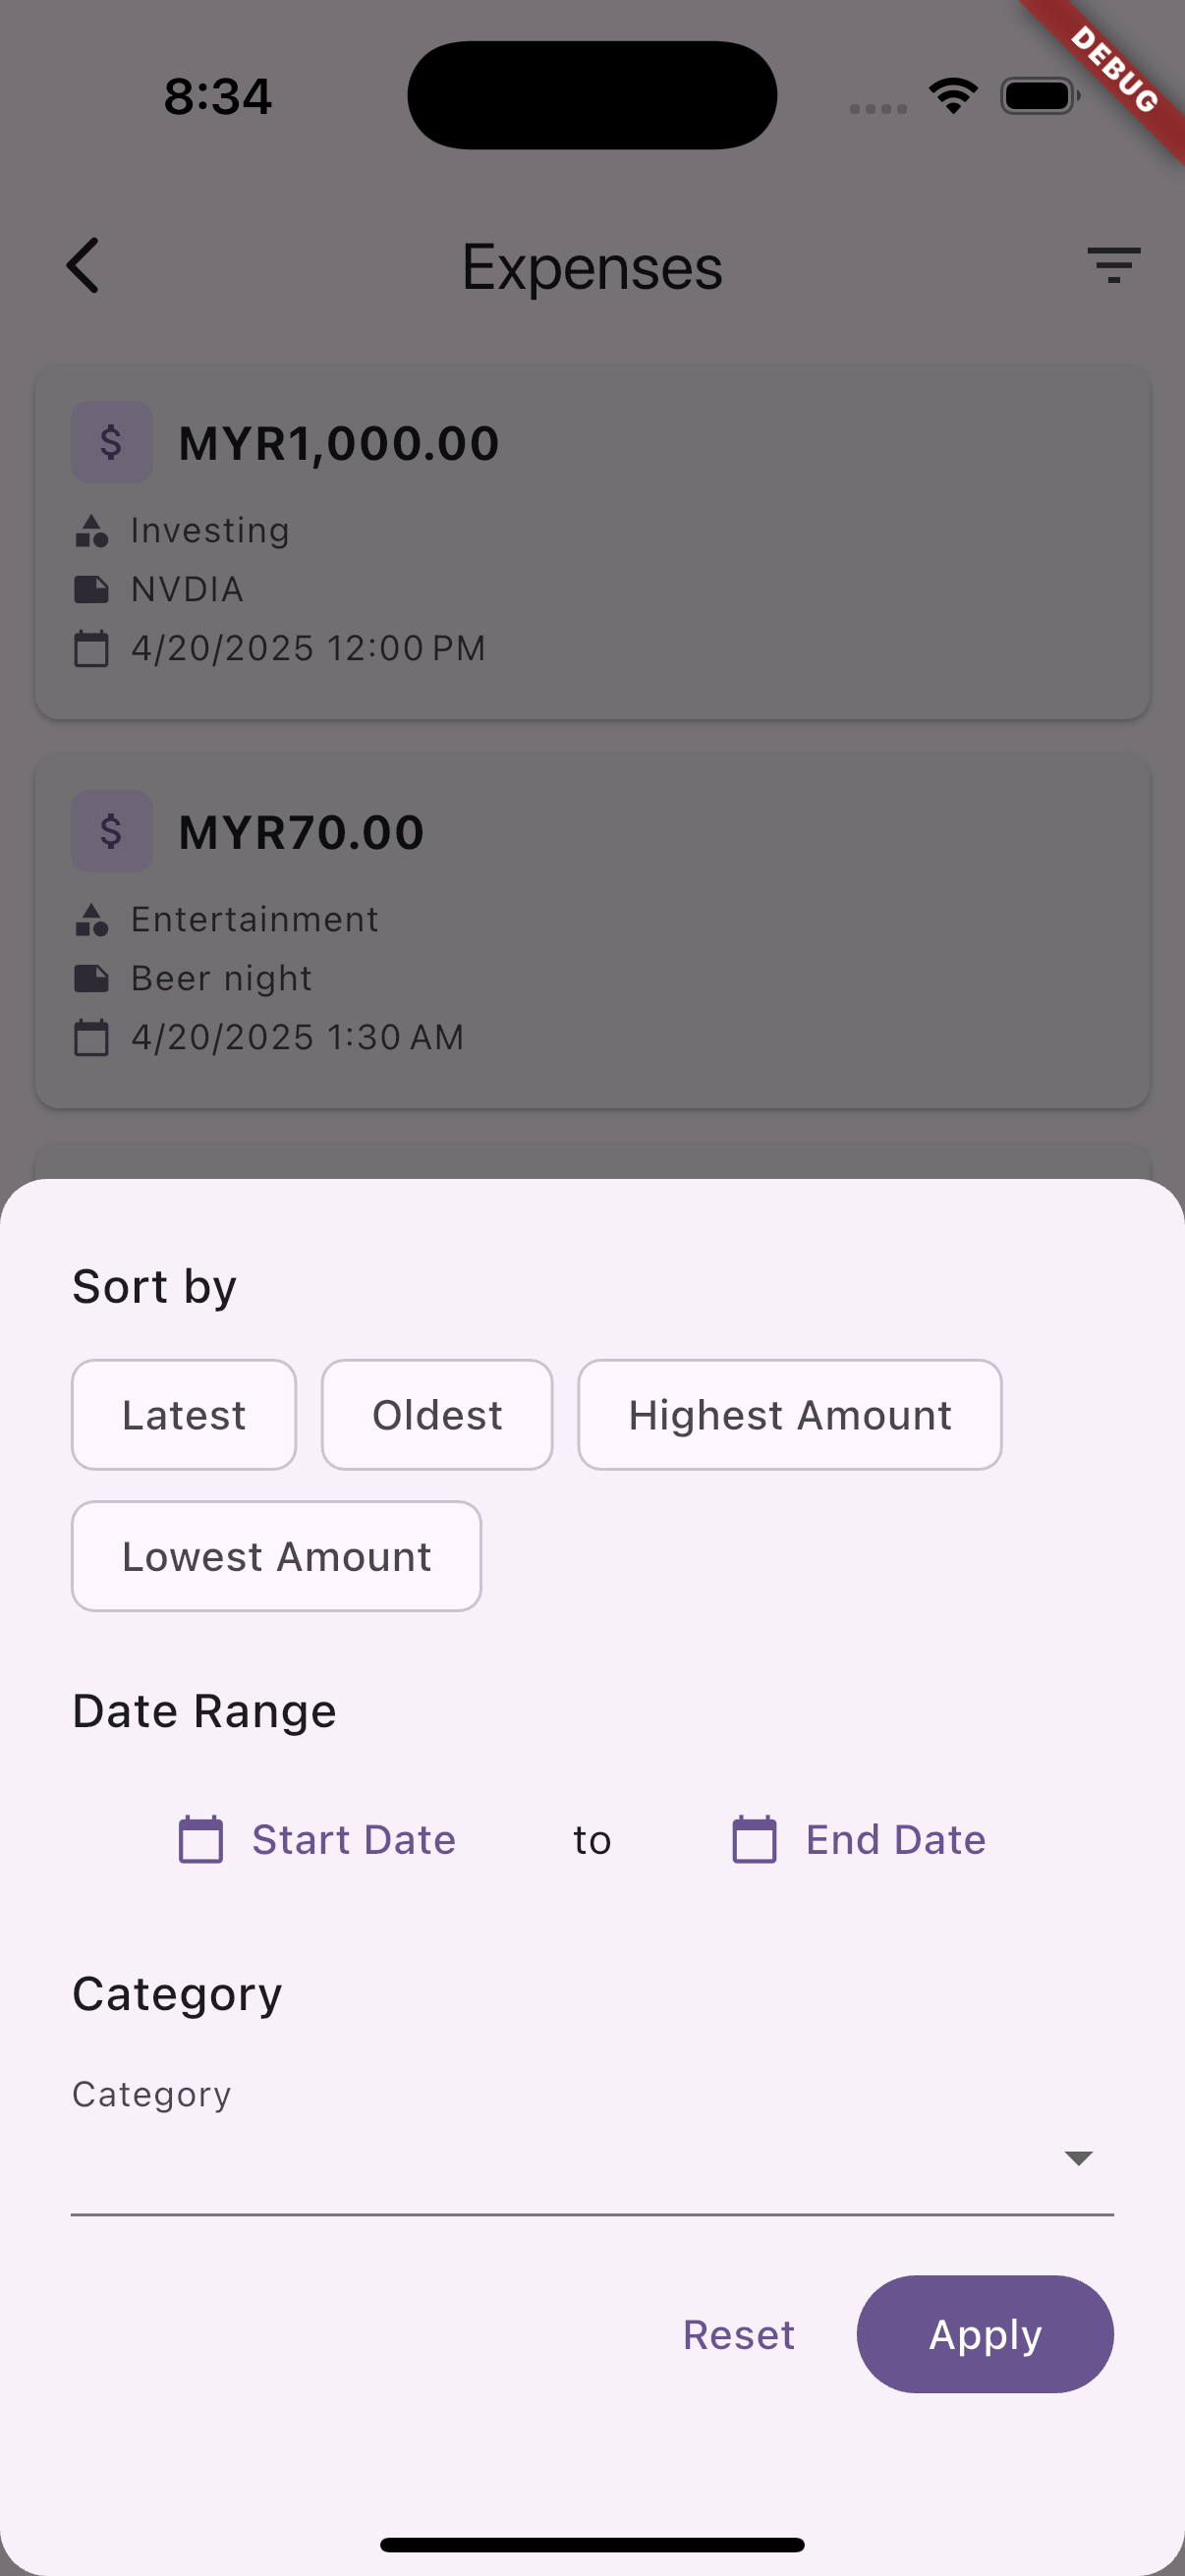 8:34
DEBUG
Expenses
$ MYR1,000.00
Investing
NVDIA
4/20/2025 12:00 PM
$ MYR70.00
Entertainment
Beer night
4/20/2025 1:30 AM
Sort by
Latest Oldest Highest Amount
Lowest Amount
Date Range
Start Date to End Date
Category
Category
Reset Apply